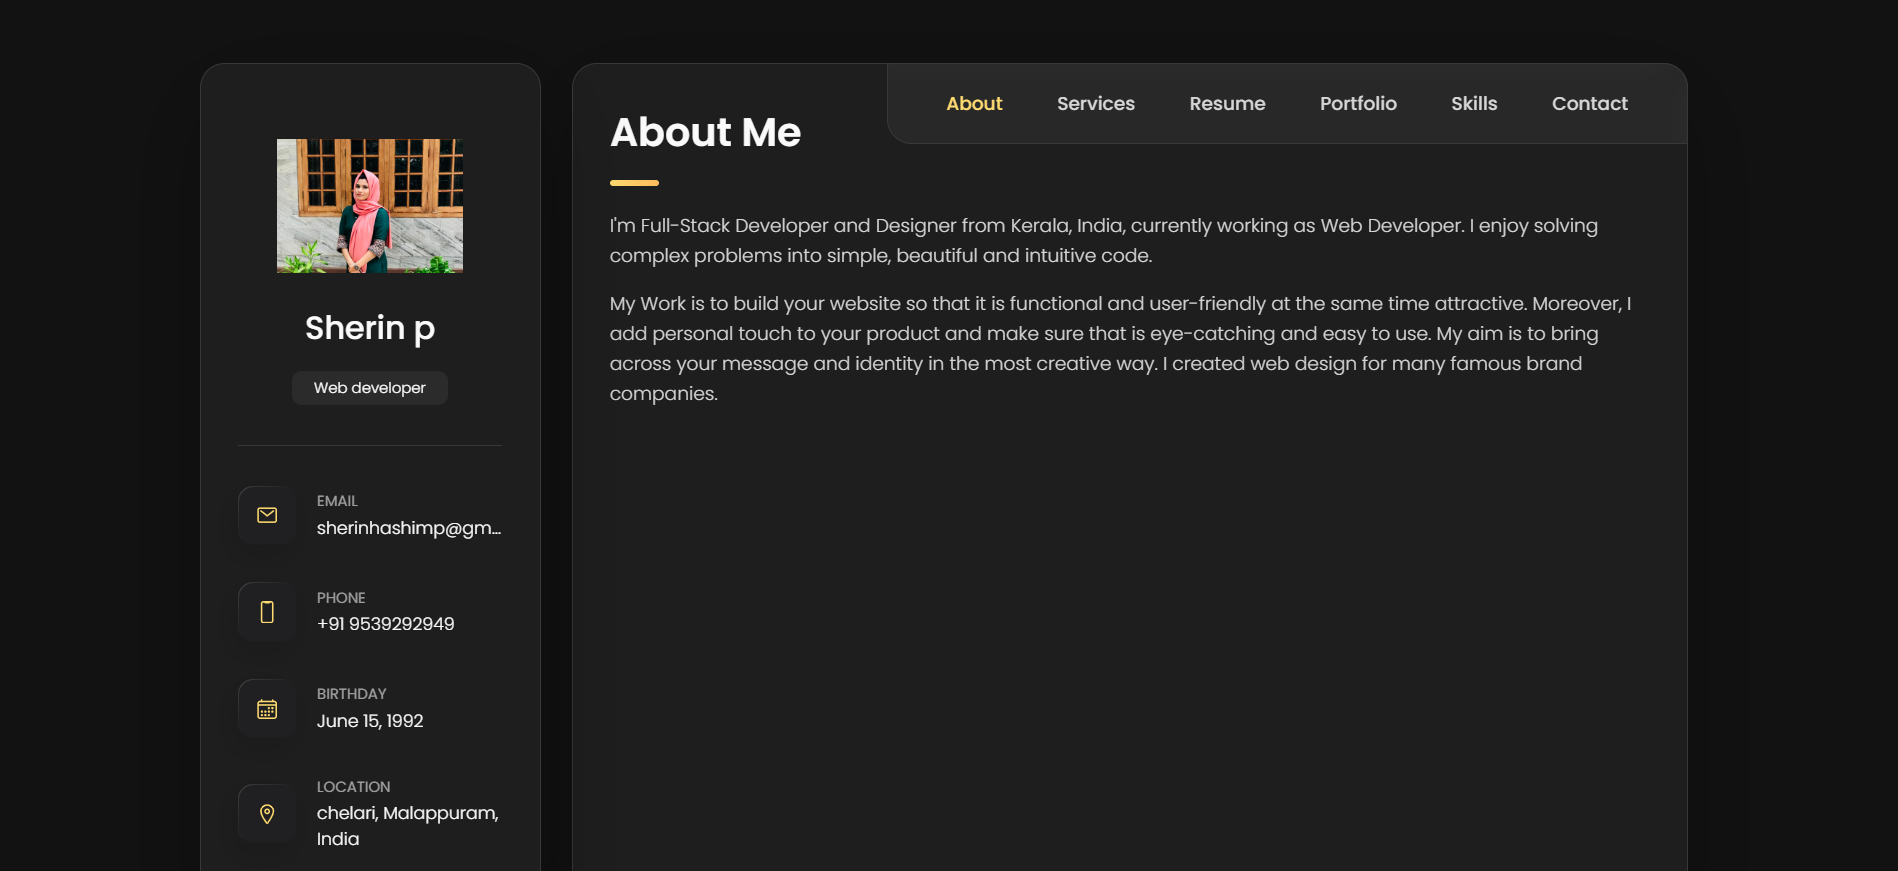 Sherin p
Web developer
EMAIL
sherinhashimp@gm...
PHONE
+91 9539292949
BIRTHDAY
June 15, 1992
LOCATION
chelari, Malappuram,
India
About Services Resume Portfolio Skills Contact
About Me
I'm Full-Stack Developer and Designer from Kerala, India, currently working as Web Developer. I enjoy solving
complex problems into simple, beautiful and intuitive code.
My Work is to build your website so that it is functional and user-friendly at the same time attractive. Moreover, I
add personal touch to your product and make sure that is eye-catching and easy to use. My aim is to bring
across your message and identity in the most creative way. I created web design for many famous brand
companies.